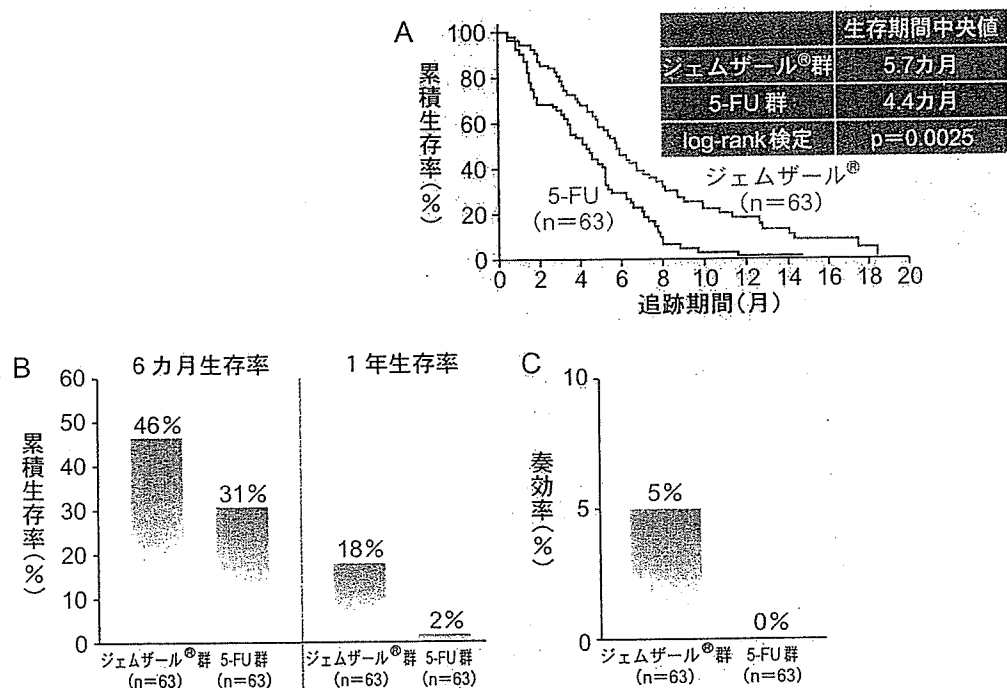 A
生存期間中央値
ジェムザール®群 5.7カ月
5-FU群 4.4カ月
log-rank検定 p=0.0025
累積生存率(%)
100
80
60
40
20
0
5-FU
(n=63)
ジェムザール®
(n=63)
0 2 4 6 8 10 12 14 16 18 20
追跡期間(月)
B
6カ月生存率
1年生存率
累積生存率(%)
60
50
40
30
20
10
0
46%
31%
18%
2%
ジェムザール®群
(n=63)
5-FU群
(n=63)
ジェムザール®群
(n=63)
5-FU群
(n=63)
C
奏効率(%)
10
5
0
5%
0%
ジェムザール®群
(n=63)
5-FU群
(n=63)